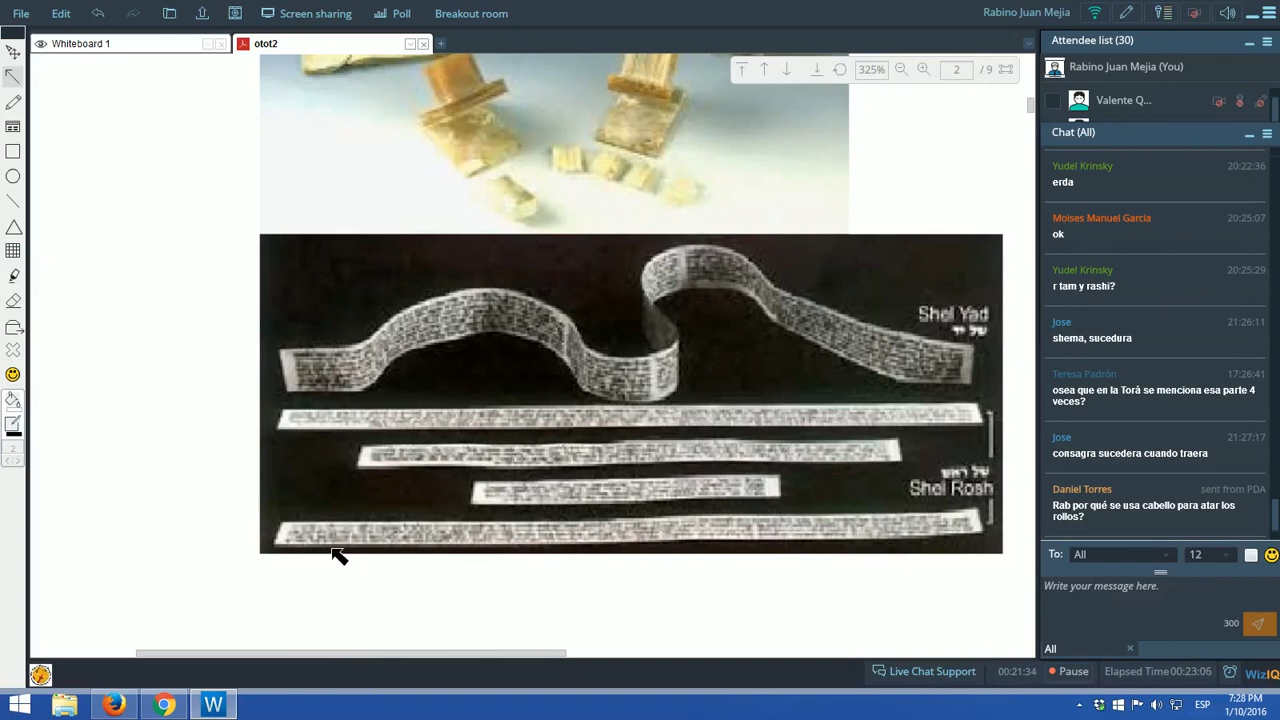 File Edit Screen sharing Poll Breakout room Rabino Juan Mejia
Whiteboard 1 otot2
325% 2 / 9
Shel Yad
של יד
של ראש
Shel Rosh
Attendee list (30)
Rabino Juan Mejia (You)
Valente Q...
Chat (All)
Yudel Krinsky 20:22:36
erda
Moises Manuel Garcia 20:25:07
ok
Yudel Krinsky 20:25:29
r tam y rashi?
Jose 21:26:11
shema, sucedura
Teresa Padrón 17:26:41
osea que en la Torá se menciona esa parte 4
veces?
Jose 21:27:17
consagra sucedera cuando traira
Daniel Torres sent from PDA
Rab por qué se usa cabello para atar los
rollos?
To: All 12
Write your message here.
300
All
Live Chat Support 00:21:34 Pause Elapsed Time 00:23:06 WizIQ
2
W
ESP
7:28 PM
1/10/2016